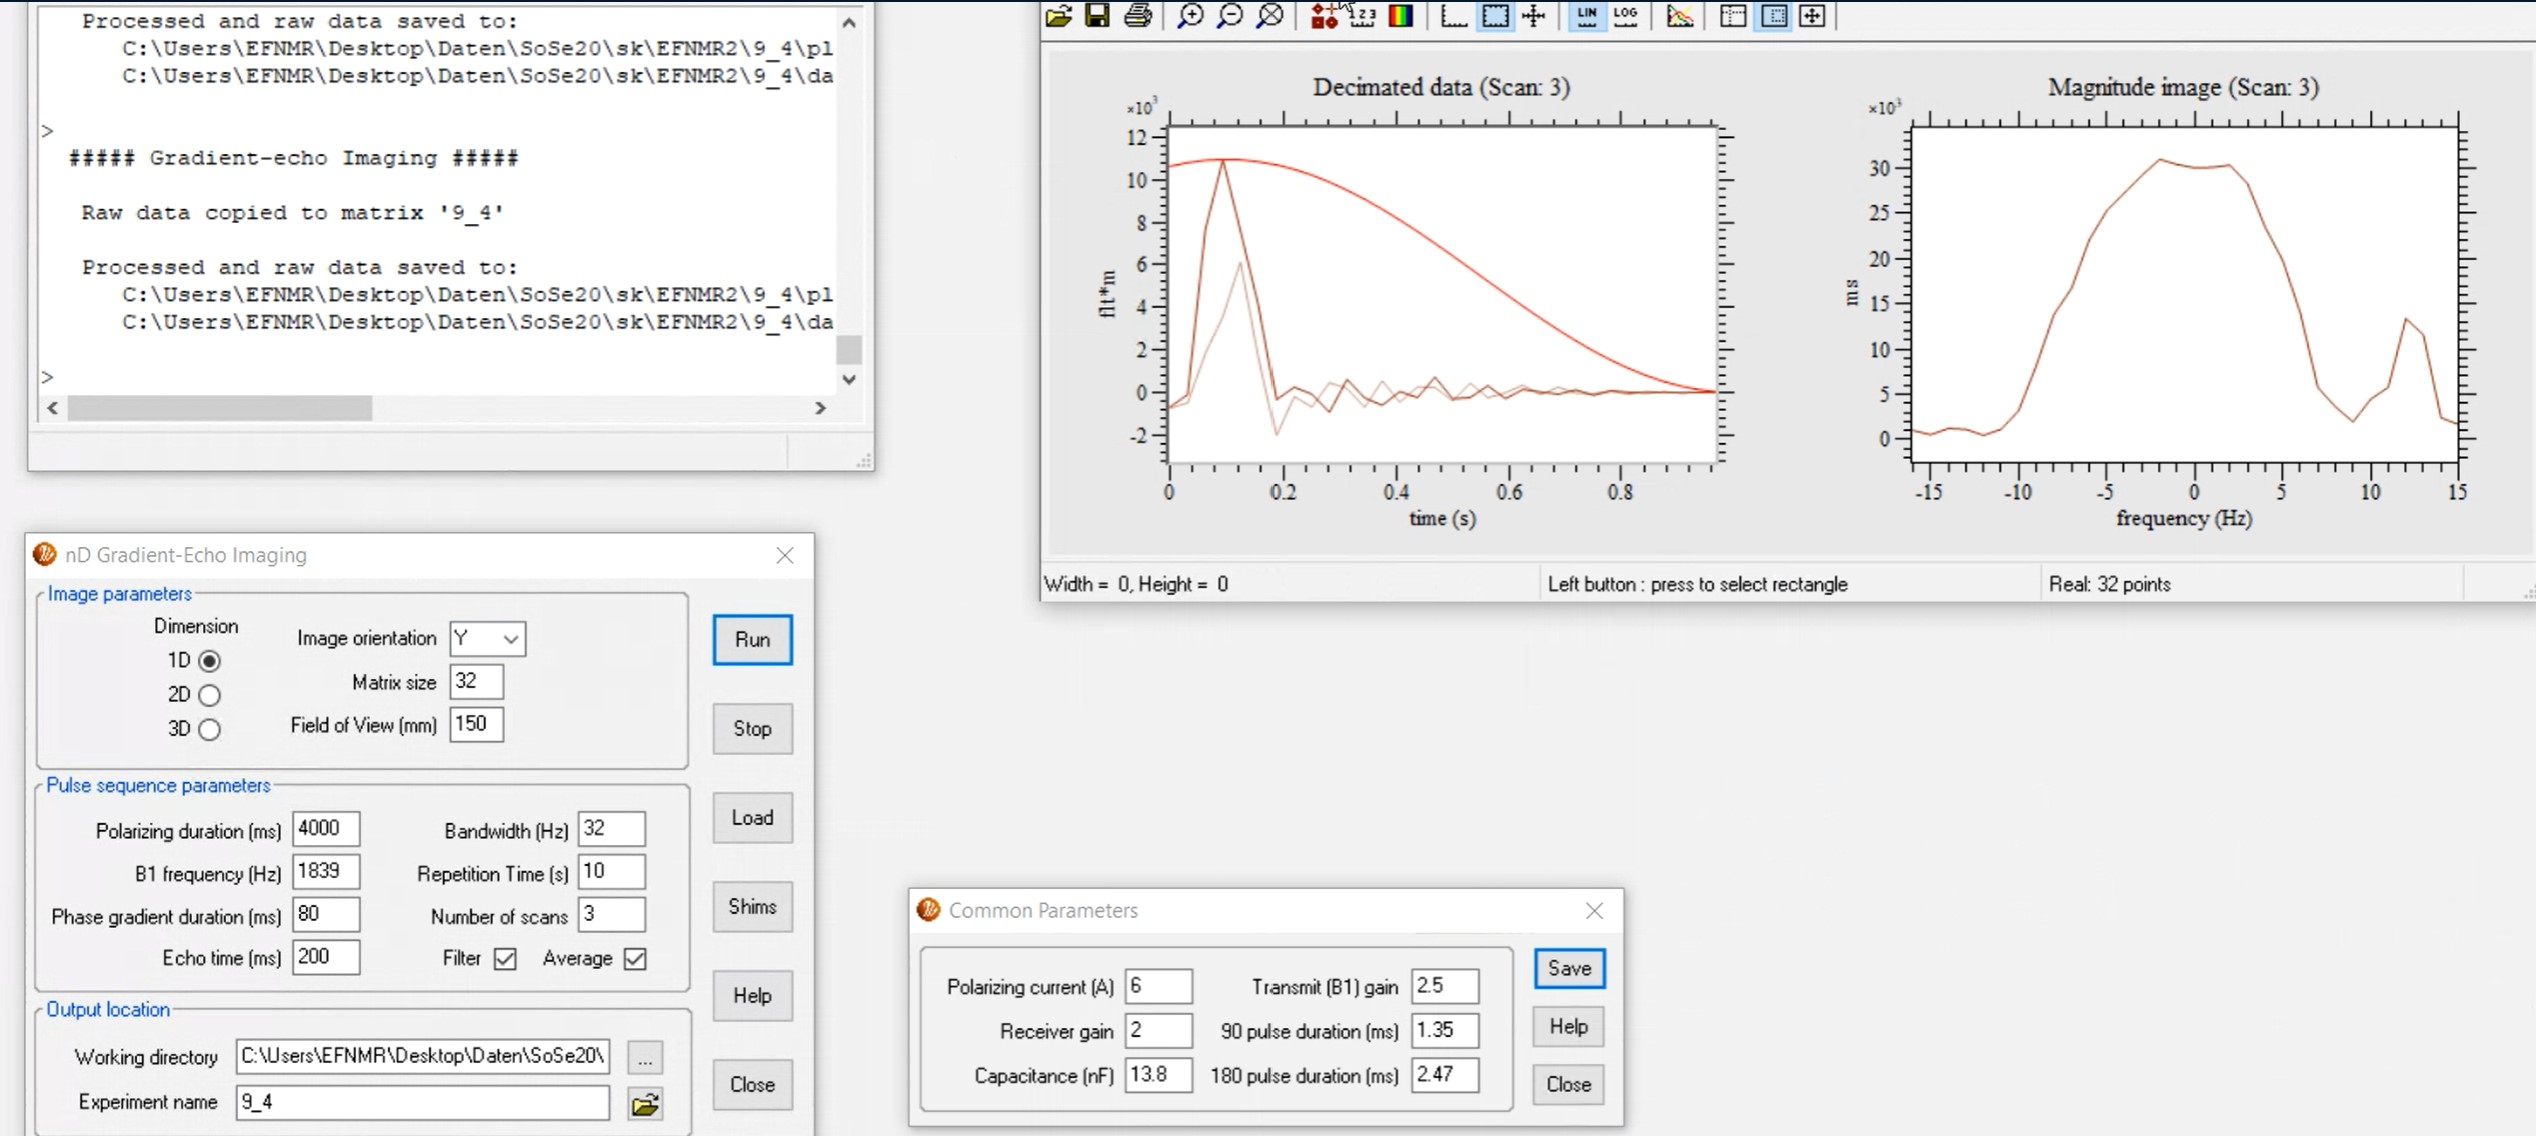 Processed and raw data saved to:
C:\Users\EFNMR\Desktop\Daten\SoSe20\sk\EFNMR2\9_4\pl
C:\Users\EFNMR\Desktop\Daten\SoSe20\sk\EFNMR2\9_4\da
>
##### Gradient-echo Imaging #####
Raw data copied to matrix '9_4'
Processed and raw data saved to:
C:\Users\EFNMR\Desktop\Daten\SoSe20\sk\EFNMR2\9_4\pl
C:\Users\EFNMR\Desktop\Daten\SoSe20\sk\EFNMR2\9_4\da
>
1 2 3
LIN
LOG
Decimated data (Scan: 3)
×10³
12
10
8
6
4
2
0
-2
flt*m
0 0.2 0.4 0.6 0.8
time (s)
Magnitude image (Scan: 3)
×10³
30
25
20
15
10
5
0
ms
-15 -10 -5 0 5 10 15
frequency (Hz)
Width = 0, Height = 0
Left button : press to select rectangle
Real: 32 points
nD Gradient-Echo Imaging
Image parameters
Dimension
1D
2D
3D
Image orientation Y
Matrix size 32
Field of View (mm) 150
Run
Stop
Load
Shims
Help
Close
Pulse sequence parameters
Polarizing duration (ms) 4000 Bandwidth (Hz) 32
B1 frequency (Hz) 1839 Repetition Time (s) 10
Phase gradient duration (ms) 80 Number of scans 3
Echo time (ms) 200 Filter Average
Output location
Working directory C:\Users\EFNMR\Desktop\Daten\SoSe20\ ...
Experiment name 9_4
Common Parameters
Polarizing current (A) 6 Transmit (B1) gain 2.5
Receiver gain 2 90 pulse duration (ms) 1.35
Capacitance (nF) 13.8 180 pulse duration (ms) 2.47
Save
Help
Close